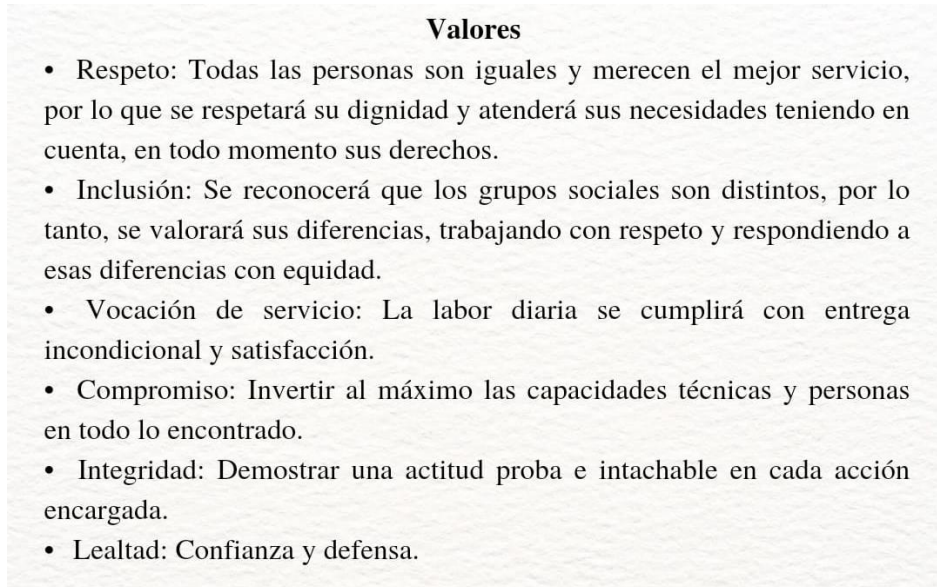 Valores
• Respeto: Todas las personas son iguales y merecen el mejor servicio,
por lo que se respetará su dignidad y atenderá sus necesidades teniendo en
cuenta, en todo momento sus derechos.
• Inclusión: Se reconocerá que los grupos sociales son distintos, por lo
tanto, se valorará sus diferencias, trabajando con respeto y respondiendo a
esas diferencias con equidad.
• Vocación de servicio: La labor diaria se cumplirá con entrega
incondicional y satisfacción.
• Compromiso: Invertir al máximo las capacidades técnicas y personas
en todo lo encontrado.
• Integridad: Demostrar una actitud proba e intachable en cada acción
encargada.
• Lealtad: Confianza y defensa.